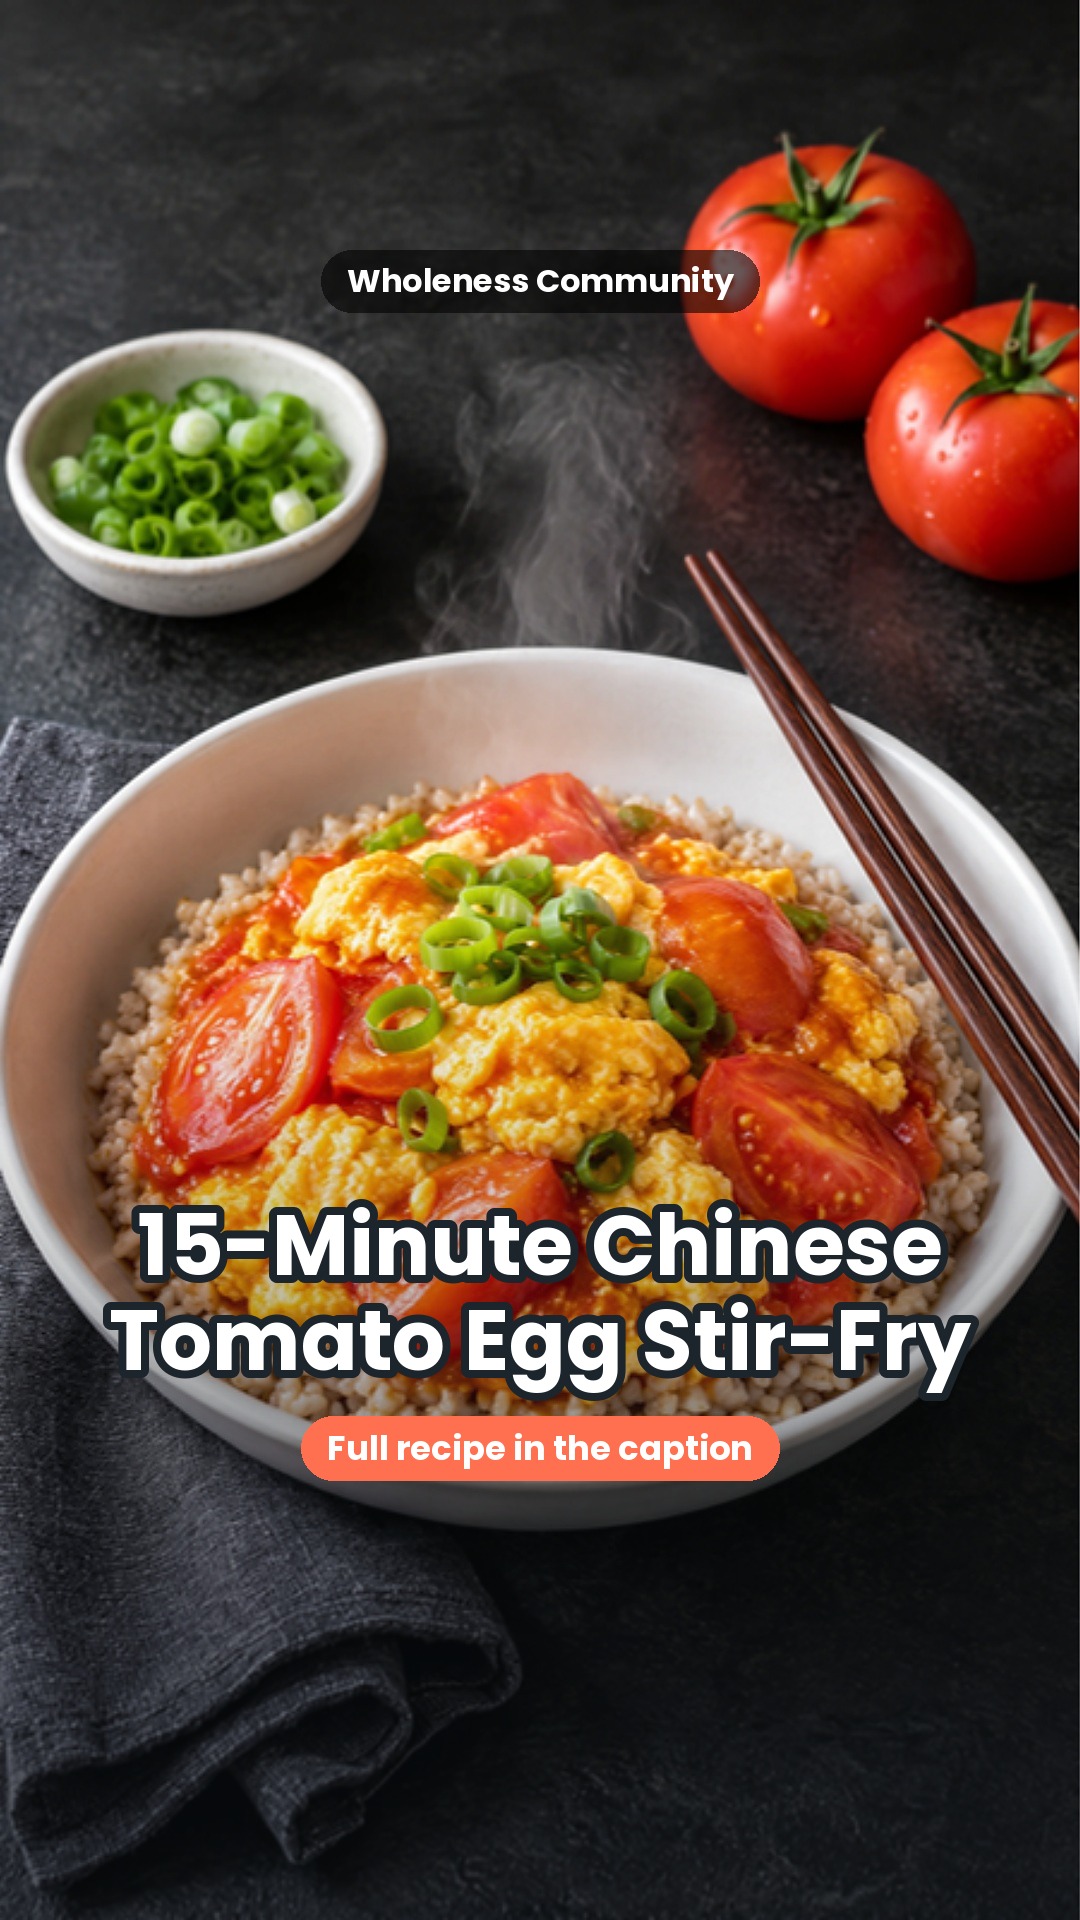 Wholeness Community
15-Minute Chinese
Tomato Egg Stir-Fry
Full recipe in the caption